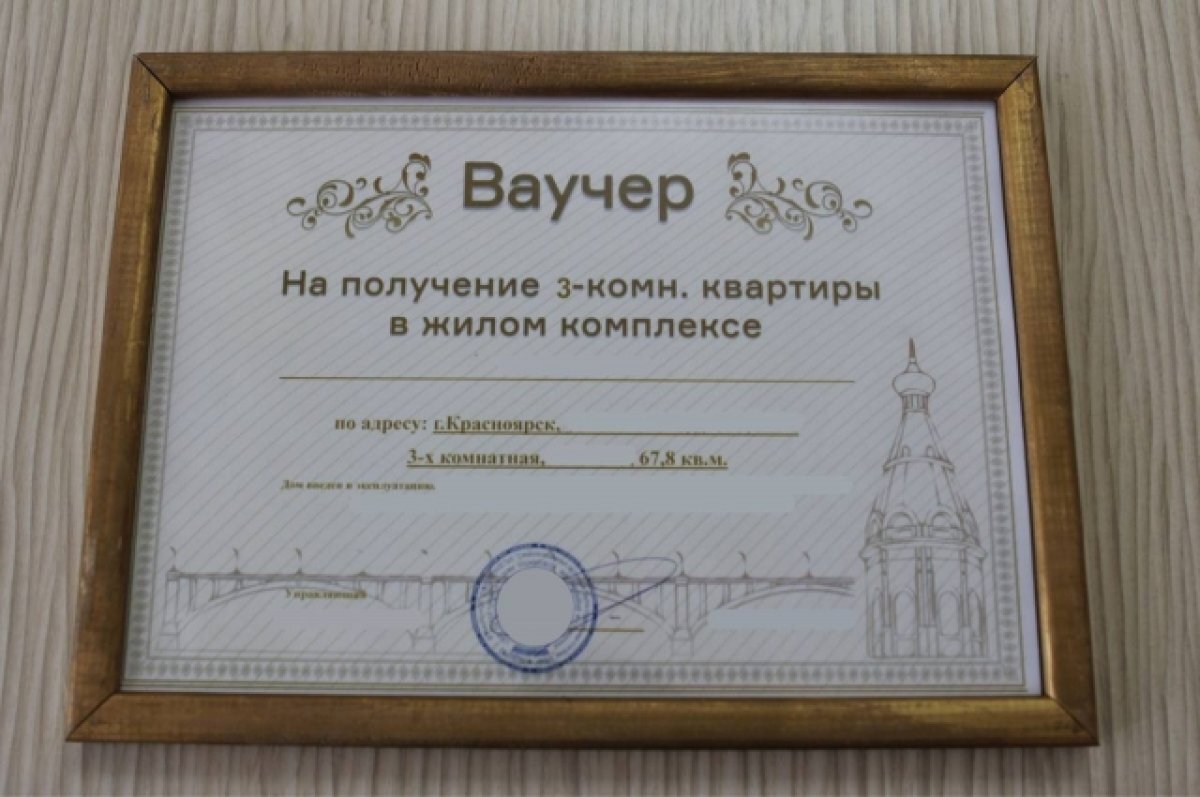 Ваучер
На получение 3-комн. квартиры
в жилом комплексе
по адресу: г.Красноярск,
3-х комнатная, , 67,8 кв.м.
Дом введен в эксплуатацию.
Управляющий